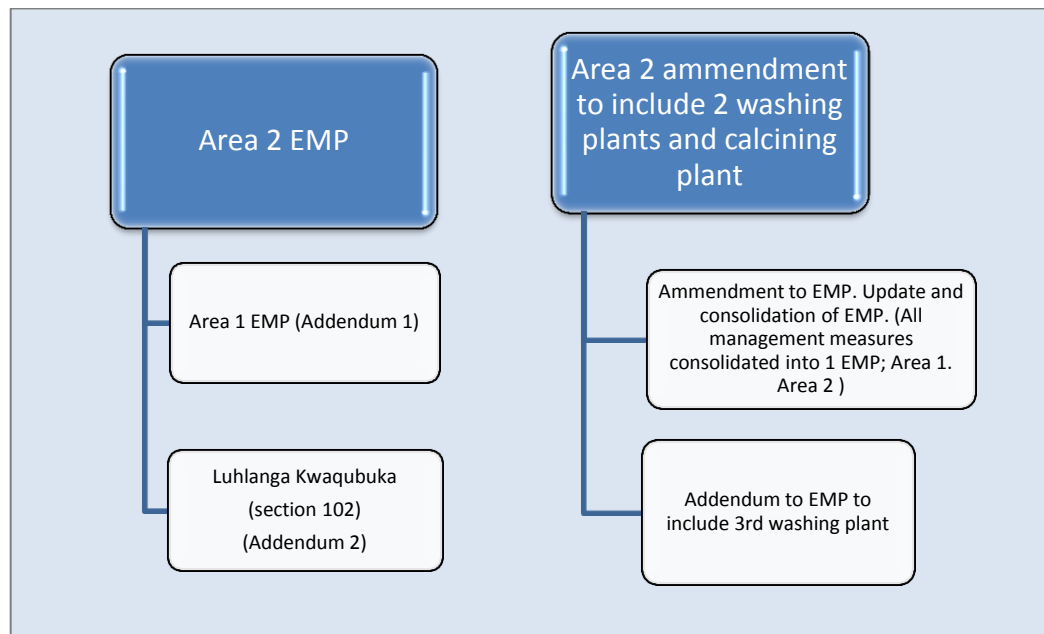 Area 2 EMP
Area 1 EMP (Addendum 1)
Luhlanga Kwaqubuka
(section 102)
(Addendum 2)
Area 2 ammendment
to include 2 washing
plants and calcining
plant
Ammendment to EMP. Update and
consolidation of EMP. (All
management measures
consolidated into 1 EMP; Area 1.
Area 2 )
Addendum to EMP to
include 3rd washing plant